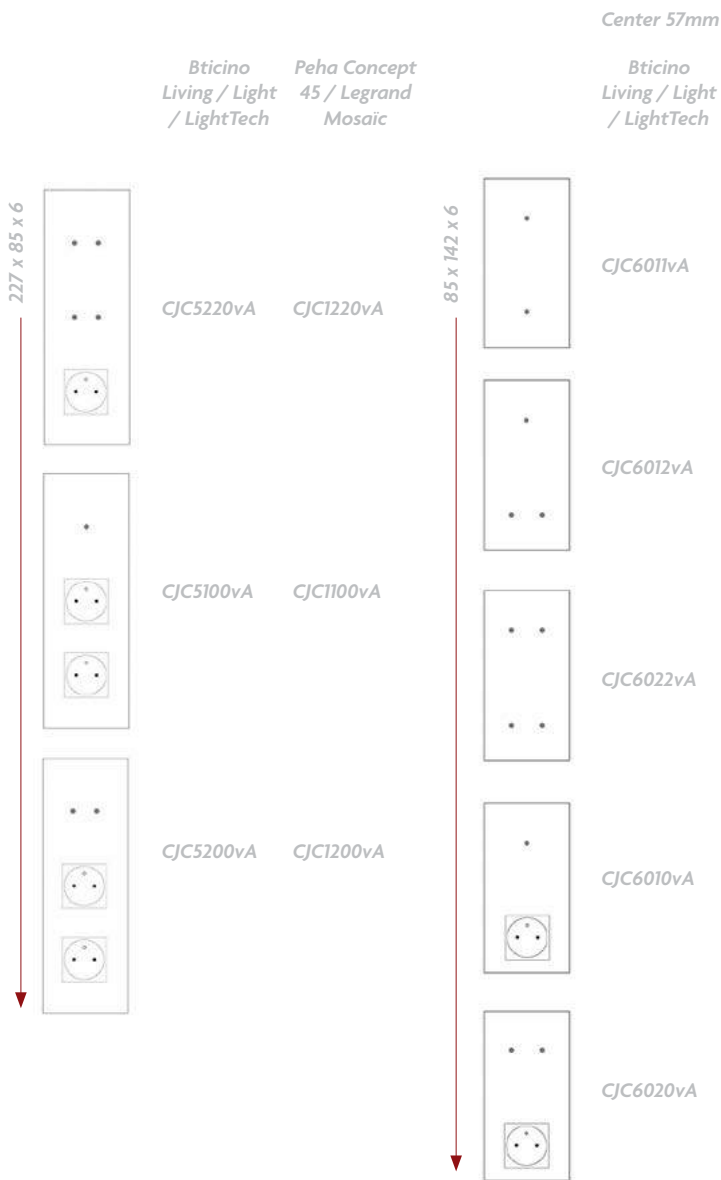 Center 57mm
Bticino
Living / Light
/ LightTech
Peha Concept
45 / Legrand
Mosaïc
Bticino
Living / Light
/ LightTech
227 x 85 x 6
CJC5220vA
CJC1220vA
CJC5100vA
CJC1100vA
CJC5200vA
CJC1200vA
85 x 142 x 6
CJC6011vA
CJC6012vA
CJC6022vA
CJC6010vA
CJC6020vA